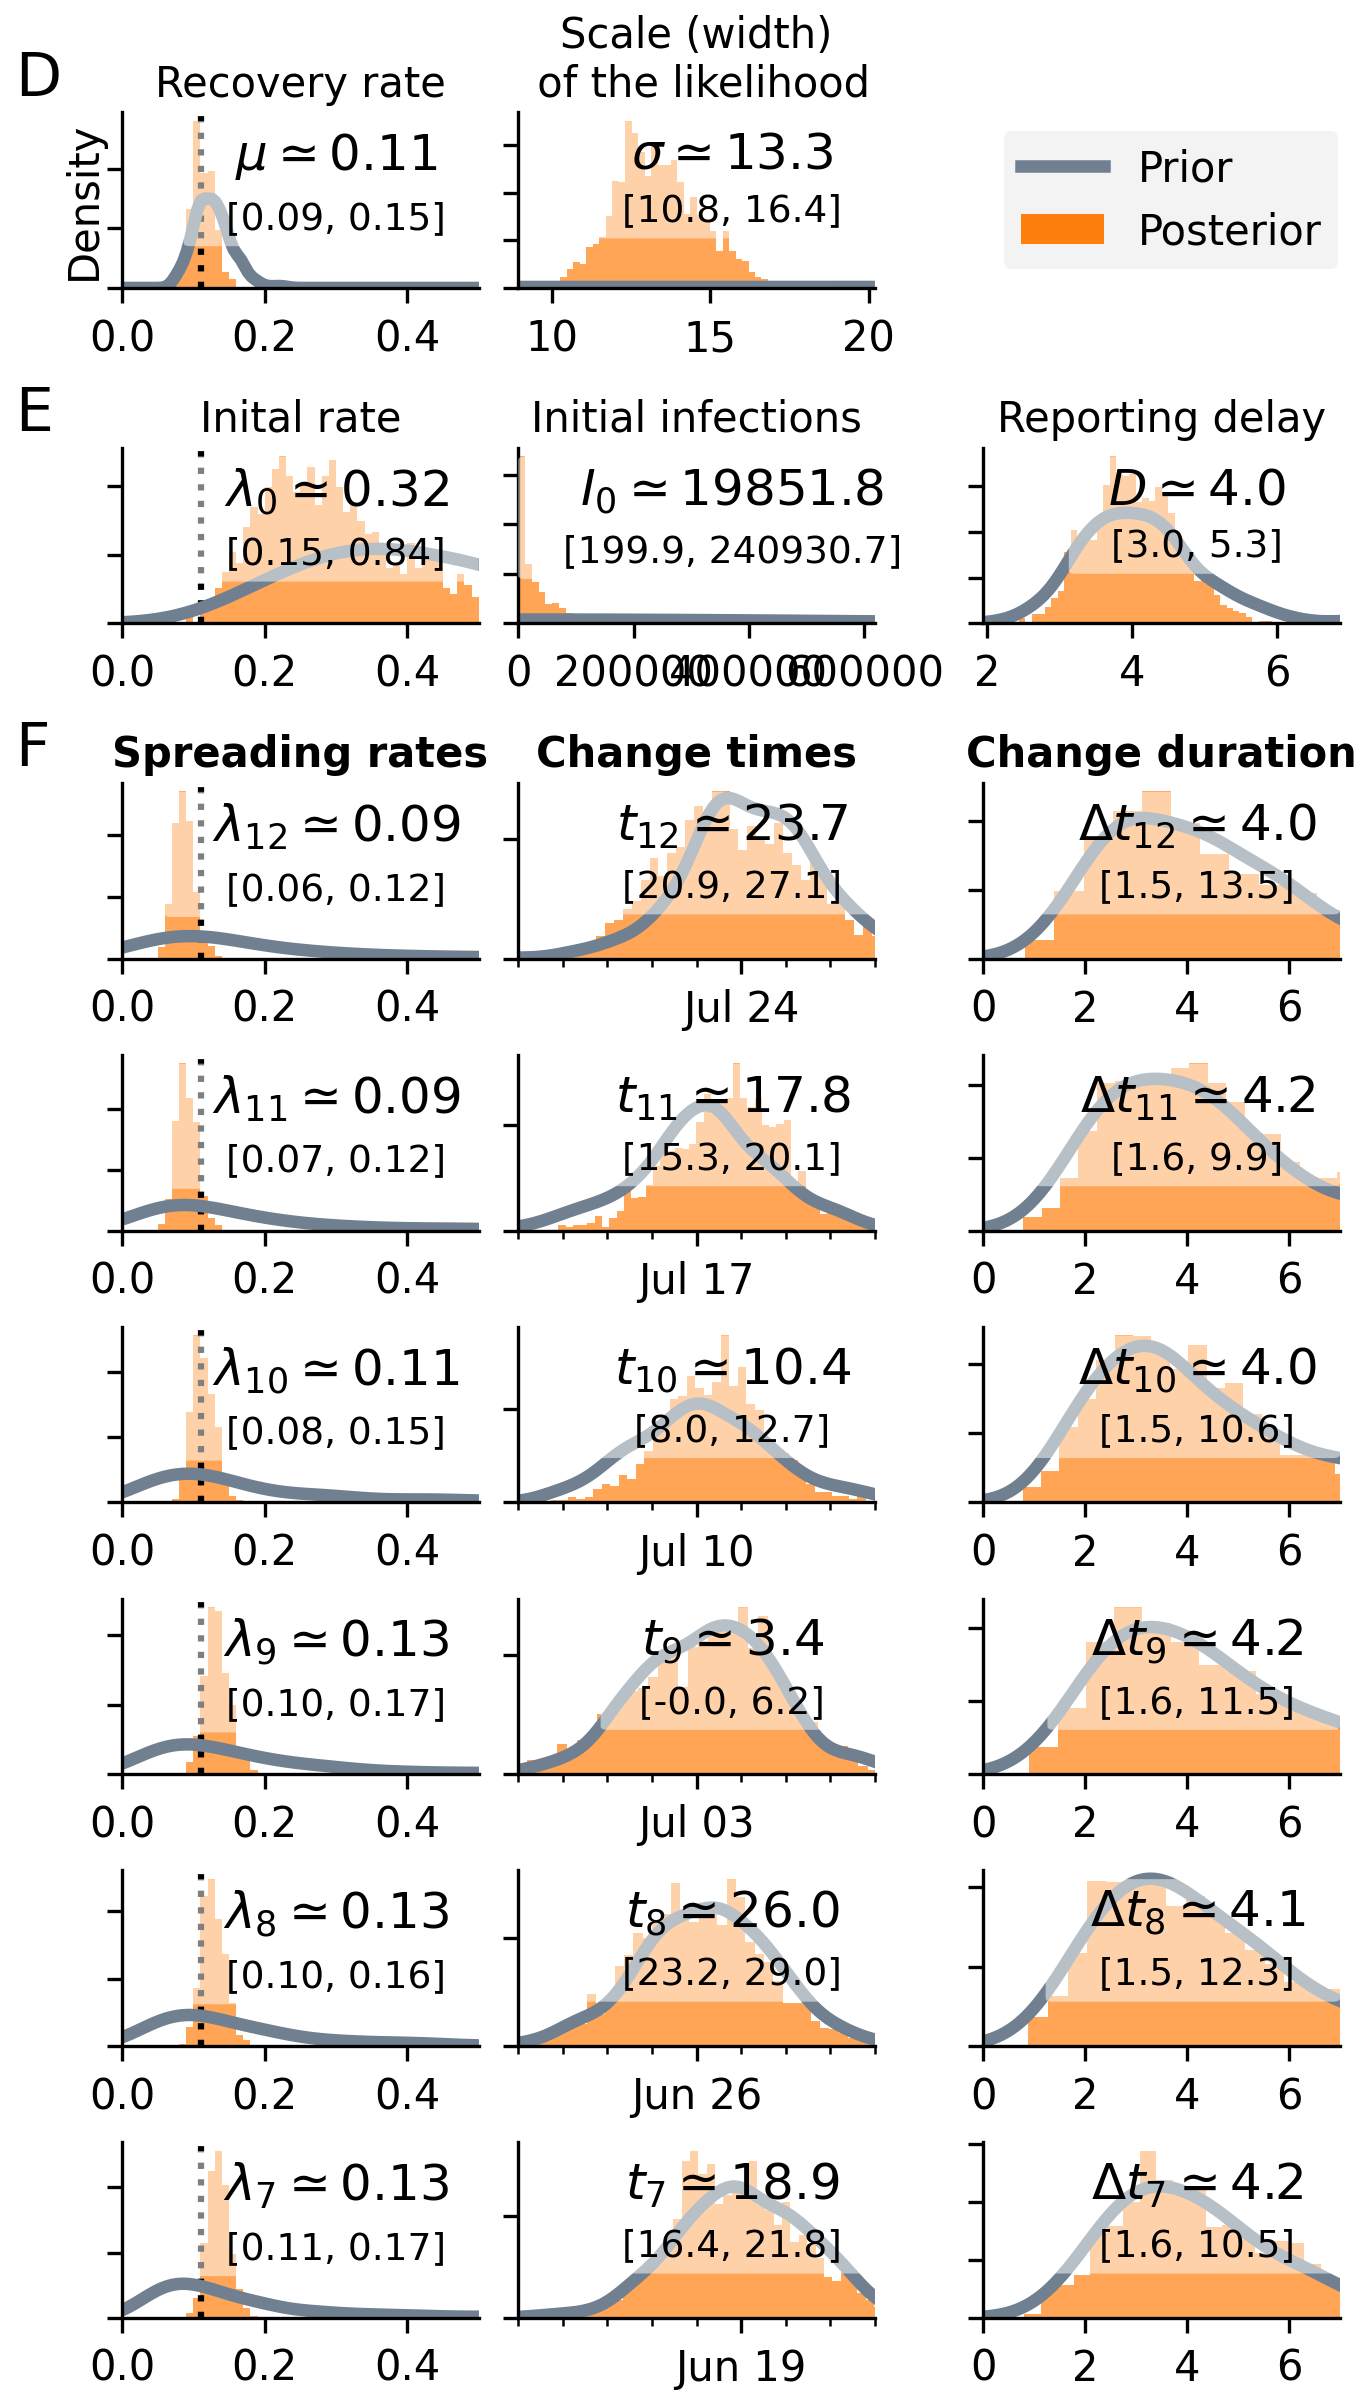 D
Recovery rate
Scale (width)
of the likelihood
Density
μ ≃ 0.11
[0.09, 0.15]
σ ≃ 13.3
[10.8, 16.4]
Prior
Posterior
0.0 0.2 0.4
10 15 20
E
Inital rate
Initial infections
Reporting delay
λ0 ≃ 0.32
[0.15, 0.84]
I0 ≃ 19851.8
[199.9, 240930.7]
D ≃ 4.0
[3.0, 5.3]
0.0 0.2 0.4
0 200000 400000 600000
2 4 6
F
Spreading rates
Change times
Change duration
λ12 ≃ 0.09
[0.06, 0.12]
t12 ≃ 23.7
[20.9, 27.1]
Δt12 ≃ 4.0
[1.5, 13.5]
0.0 0.2 0.4
Jul 24
0 2 4 6
λ11 ≃ 0.09
[0.07, 0.12]
t11 ≃ 17.8
[15.3, 20.1]
Δt11 ≃ 4.2
[1.6, 9.9]
0.0 0.2 0.4
Jul 17
0 2 4 6
λ10 ≃ 0.11
[0.08, 0.15]
t10 ≃ 10.4
[8.0, 12.7]
Δt10 ≃ 4.0
[1.5, 10.6]
0.0 0.2 0.4
Jul 10
0 2 4 6
λ9 ≃ 0.13
[0.10, 0.17]
t9 ≃ 3.4
[-0.0, 6.2]
Δt9 ≃ 4.2
[1.6, 11.5]
0.0 0.2 0.4
Jul 03
0 2 4 6
λ8 ≃ 0.13
[0.10, 0.16]
t8 ≃ 26.0
[23.2, 29.0]
Δt8 ≃ 4.1
[1.5, 12.3]
0.0 0.2 0.4
Jun 26
0 2 4 6
λ7 ≃ 0.13
[0.11, 0.17]
t7 ≃ 18.9
[16.4, 21.8]
Δt7 ≃ 4.2
[1.6, 10.5]
0.0 0.2 0.4
Jun 19
0 2 4 6